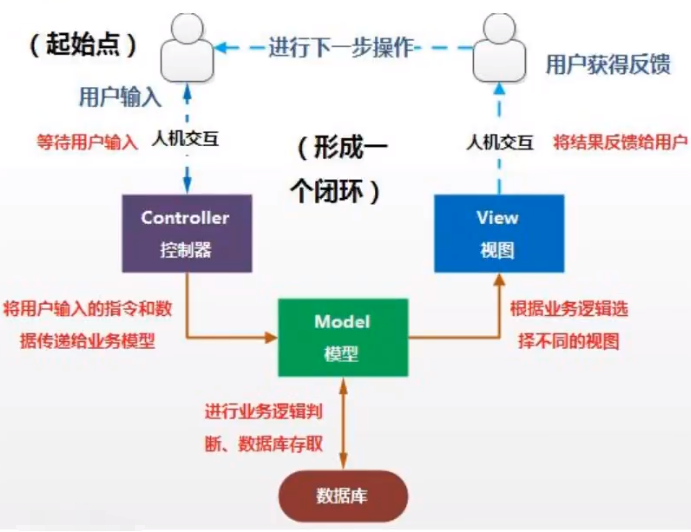 （起始点）
进行下一步操作
用户输入
用户获得反馈
等待用户输入
人机交互
（形成一
个闭环）
人机交互
将结果反馈给用户
Controller
控制器
View
视图
将用户输入的指令和数
据传递给业务模型
Model
模型
根据业务逻辑选
择不同的视图
进行业务逻辑判
断、数据库存取
数据库